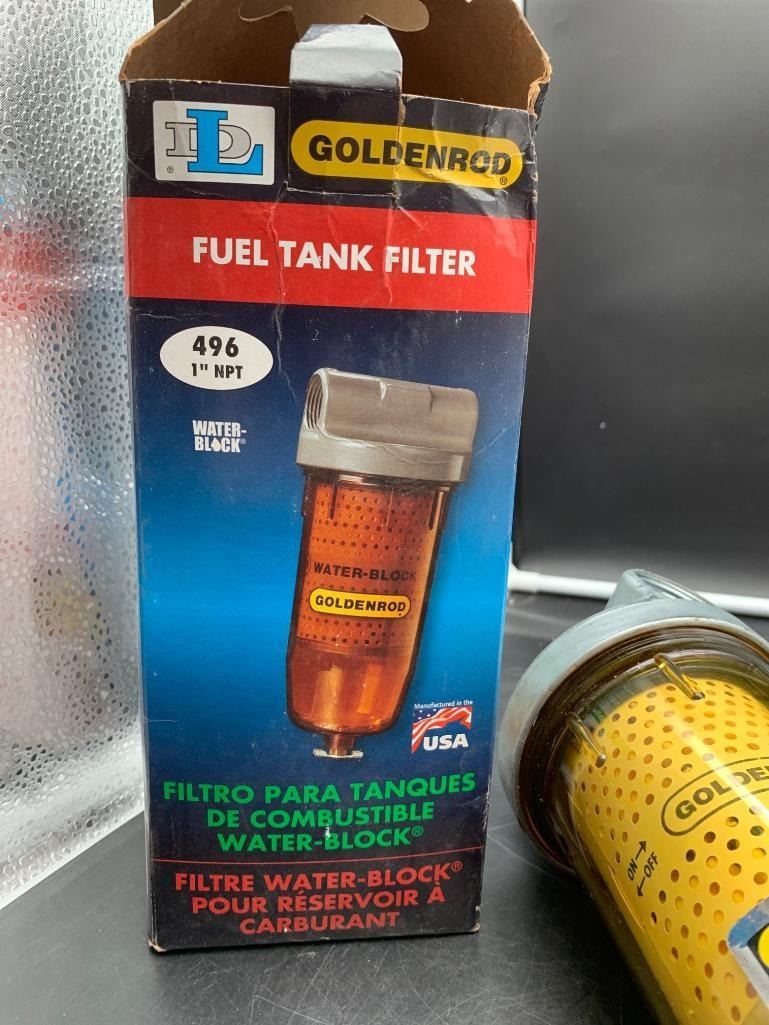 DL®
GOLDENROD®
FUEL TANK FILTER
496
1" NPT
WATER-
BLOCK®
WATER-BLOCK
GOLDENROD
Manufactured in the
USA
FILTRO PARA TANQUES
DE COMBUSTIBLE
WATER-BLOCK®
FILTRE WATER-BLOCK®
POUR RÉSERVOIR À
CARBURANT
ON
OFF